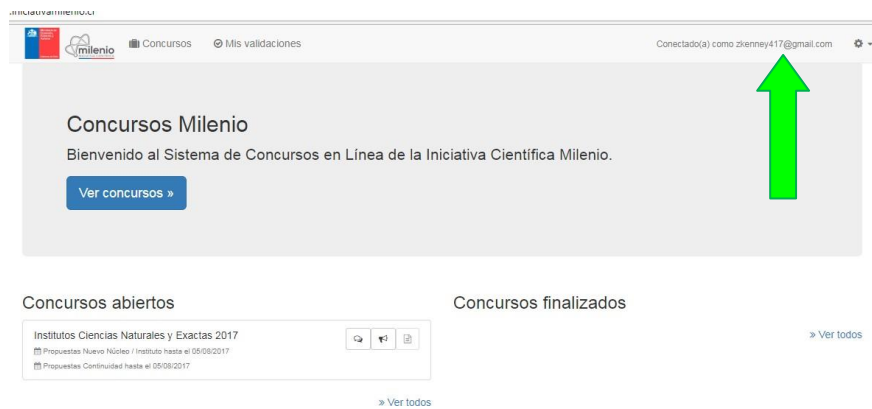 milenio
Concursos
Mis validaciones
Conectado(a) como zkenney417@gmail.com
Concursos Milenio
Bienvenido al Sistema de Concursos en Línea de la Iniciativa Científica Milenio.
Ver concursos »
Concursos abiertos
Institutos Ciencias Naturales y Exactas 2017
Propuestas Nuevo Núcleo / Instituto hasta el 05/08/2017
Propuestas Continuidad hasta el 05/08/2017
» Ver todos
Concursos finalizados
» Ver todos